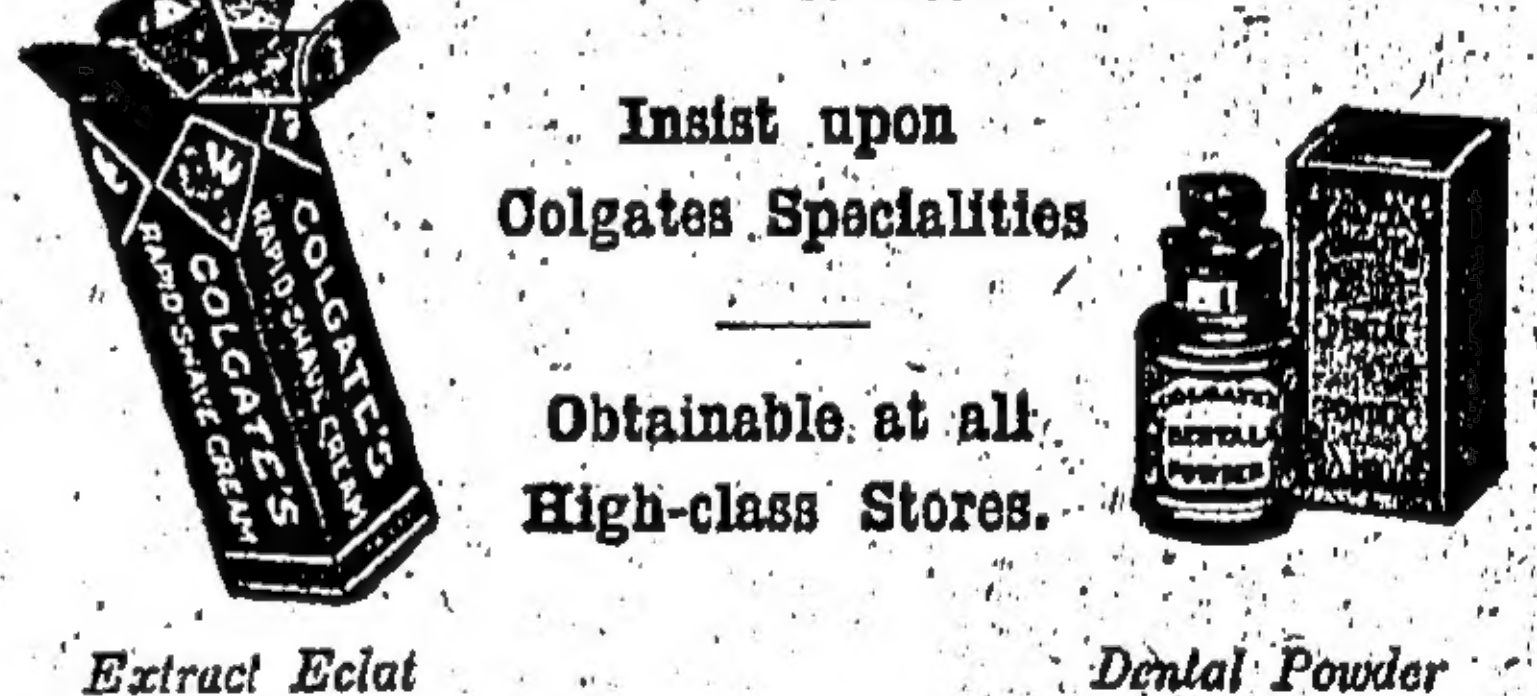 COLGATE'S
RAPID-SHAVE CREAM
COLGATE'S
RAPID-SHAVE CREAM
Insist upon
Colgates Specialities
Obtainable at all
High-class Stores.
COLGATE'S
DENTAL
POWDER
Extract Eclat
Dental Powder